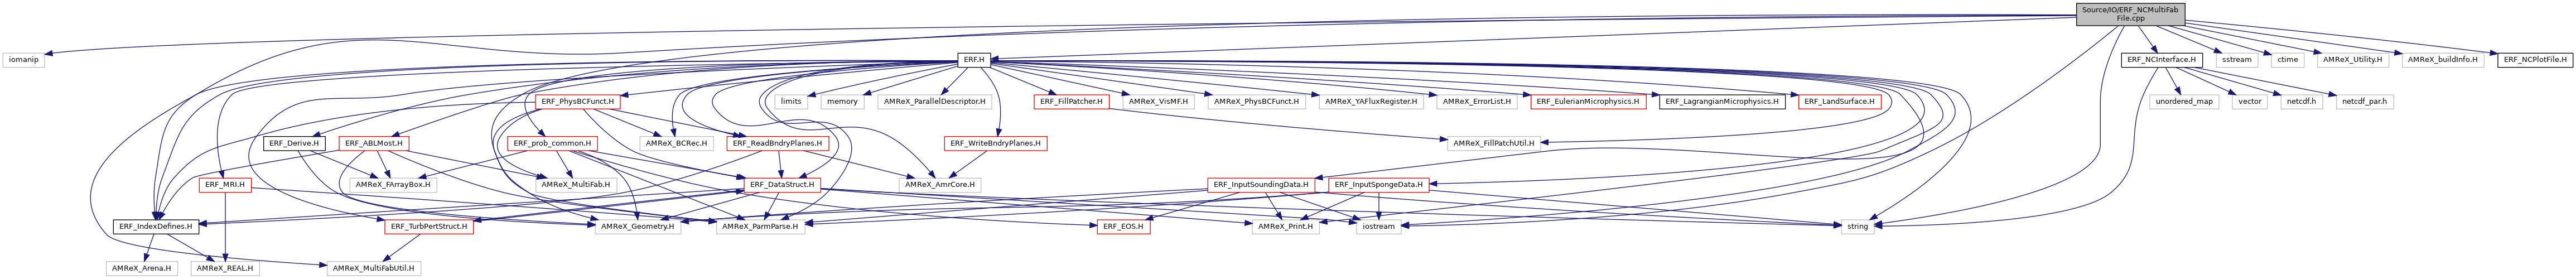 Source/IO/ERF_NCMultiFab
File.cpp
iomanip
ERF.H
ERF_NCInterface.H
sstream
ctime
AMReX_Utility.H
AMReX_buildInfo.H
ERF_NCPlotFile.H
ERF_PhysBCFunct.H
limits
memory
AMReX_ParallelDescriptor.H
ERF_FillPatcher.H
AMReX_VisMF.H
AMReX_PhysBCFunct.H
AMReX_YAFluxRegister.H
AMReX_ErrorList.H
ERF_EulerianMicrophysics.H
ERF_LagrangianMicrophysics.H
ERF_LandSurface.H
unordered_map
vector
netcdf.h
netcdf_par.h
ERF_Derive.H
ERF_ABLMost.H
ERF_prob_common.H
AMReX_BCRec.H
ERF_ReadBndryPlanes.H
ERF_WriteBndryPlanes.H
AMReX_FillPatchUtil.H
ERF_MRI.H
AMReX_FArrayBox.H
AMReX_MultiFab.H
ERF_DataStruct.H
AMReX_AmrCore.H
ERF_InputSoundingData.H
ERF_InputSpongeData.H
ERF_IndexDefines.H
ERF_TurbPertStruct.H
AMReX_Geometry.H
AMReX_ParmParse.H
ERF_EOS.H
AMReX_Print.H
iostream
string
AMReX_Arena.H
AMReX_REAL.H
AMReX_MultiFabUtil.H